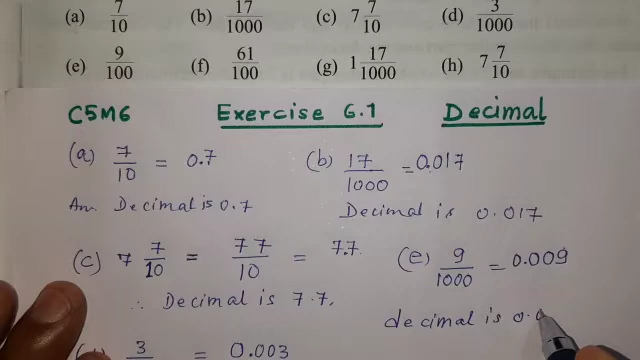 (a) 7/10 (b) 17/1000 (c) 7 7/10 (d) 3/1000
(e) 9/100 (f) 61/100 (g) 1 17/1000 (h) 7 7/10
C5M6 Exercise 6.1 Decimal
(a) 7/10 = 0.7 (b) 17/1000 = 0.017
Ans Decimal is 0.7 Decimal is 0.017
(c) 7 7/10 = 77/10 = 7.7. (e) 9/1000 = 0.009
∴ Decimal is 7.7. decimal is 0.0
3 = 0.003